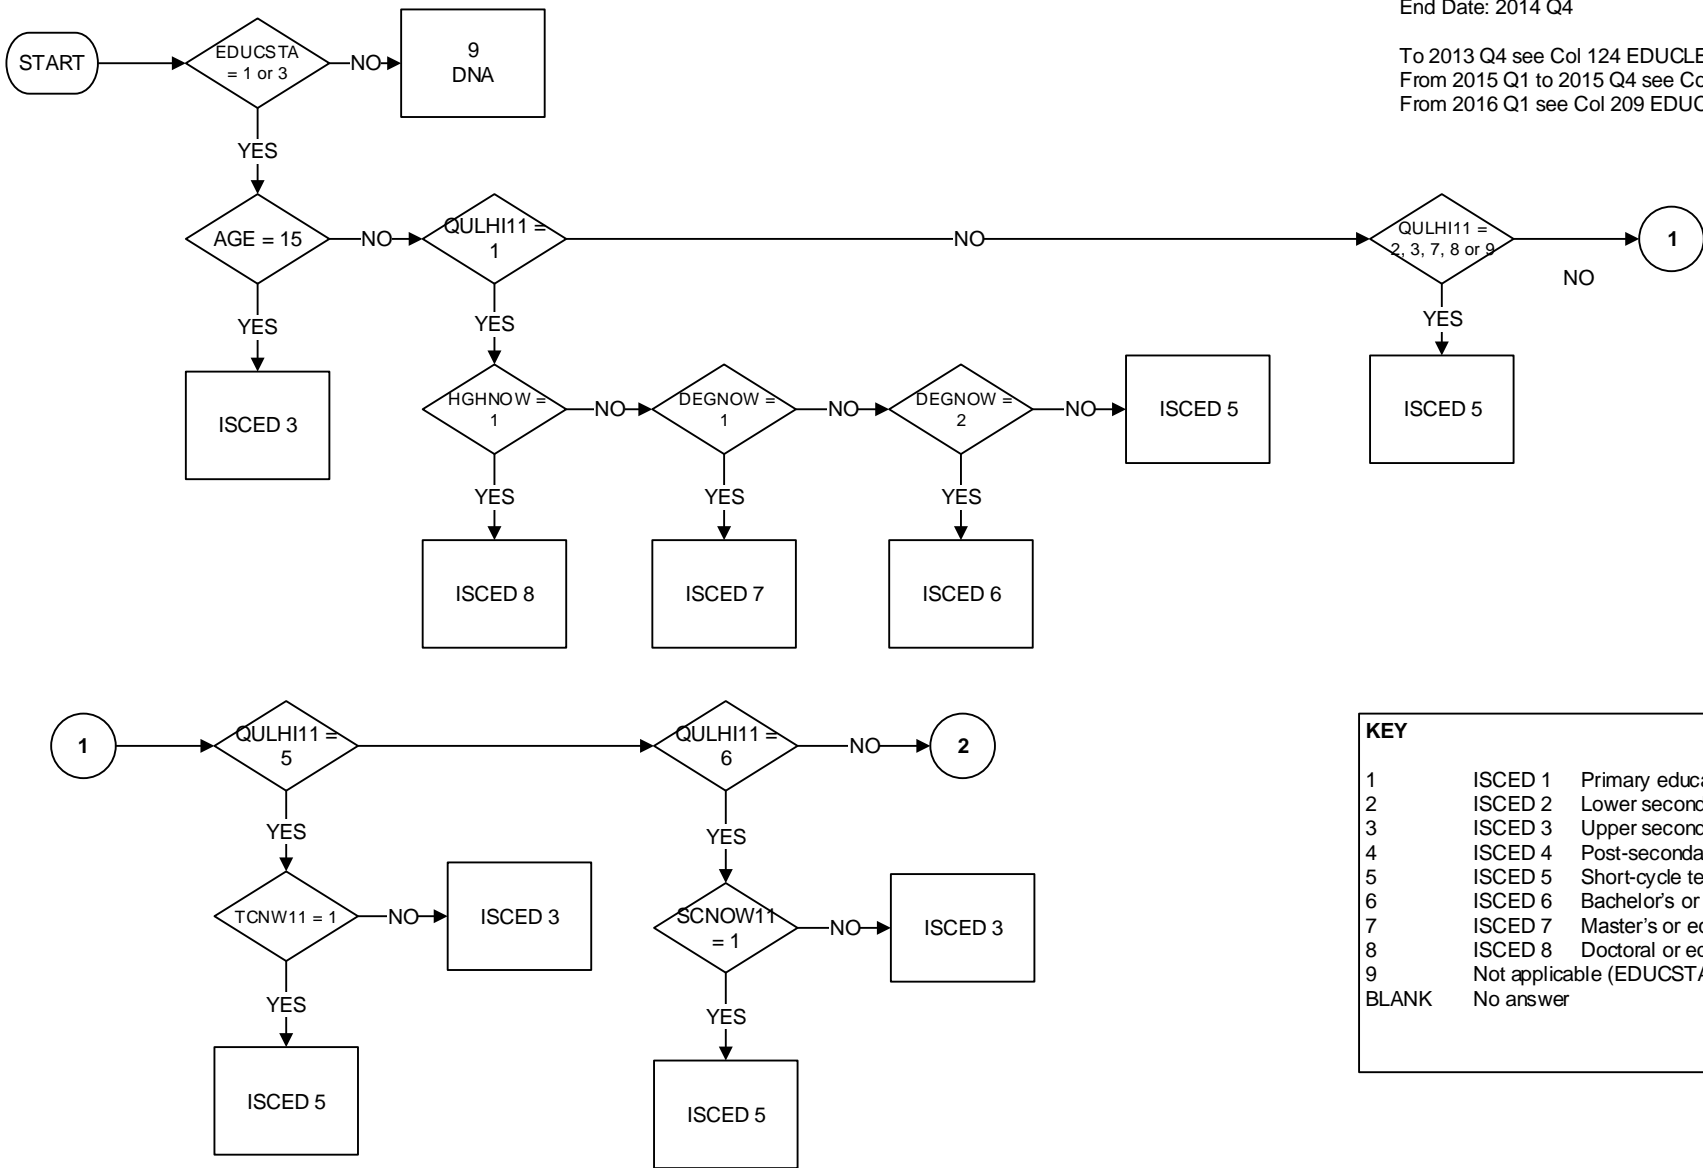 End Date: 2014 Q4
To 2013 Q4 see Col 124 EDUCLE
From 2015 Q1 to 2015 Q4 see Co
From 2016 Q1 see Col 209 EDUC
START
EDUCSTA
= 1 or 3
NO
9
DNA
YES
AGE = 15
NO
QULHI11 =
1
NO
QULHI11 =
2, 3, 7, 8 or 9
NO
1
YES
YES
YES
ISCED 3
HGHNOW =
1
NO
DEGNOW =
1
NO
DEGNOW =
2
NO
ISCED 5
ISCED 5
YES
YES
YES
ISCED 8
ISCED 7
ISCED 6
1
QULHI11 =
5
QULHI11 =
6
NO
2
YES
YES
TCNW11 = 1
NO
ISCED 3
SCNOW11
= 1
NO
ISCED 3
YES
YES
ISCED 5
ISCED 5
KEY
1 ISCED 1 Primary educa
2 ISCED 2 Lower second
3 ISCED 3 Upper second
4 ISCED 4 Post-seconda
5 ISCED 5 Short-cycle te
6 ISCED 6 Bachelor's or
7 ISCED 7 Master's or ec
8 ISCED 8 Doctoral or ec
9 Not applicable (EDUCSTA
BLANK No answer